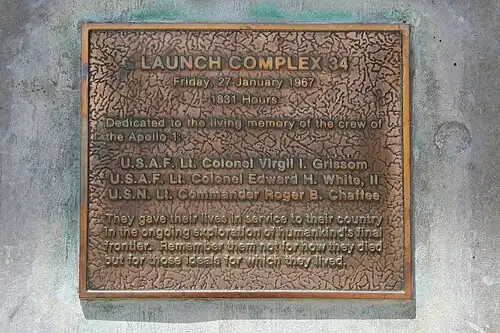 LAUNCH COMPLEX 34
Friday, 27 January 1967
1831 Hours
Dedicated to the living memory of the crew of
the Apollo 1:
U.S.A.F. Lt. Colonel Virgil I. Grissom
U.S.A.F. Lt. Colonel Edward H. White, II
U.S.N. Lt. Commander Roger B. Chaffee
They gave their lives in service to their country
in the ongoing exploration of humankind's final
frontier. Remember them not for how they died
but for those ideals for which they lived.